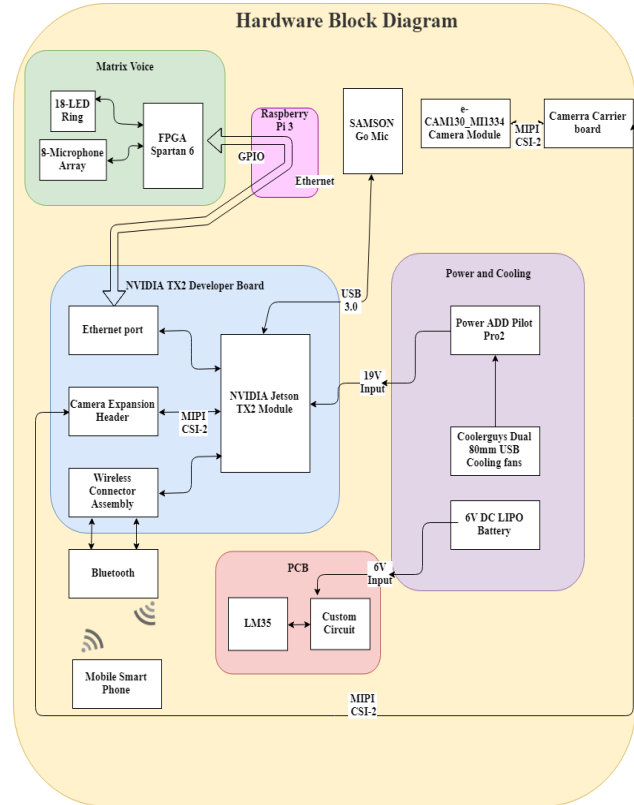 Hardware Block Diagram
Matrix Voice
18-LED
Ring
8-Microphone
Array
FPGA
Spartan 6
Raspberry
Pi 3
GPIO
Ethernet
SAMSON
Go Mic
e-
CAM130_MI1334
Camera Module
MIPI
CSI-2
Camerra Carrier
board
NVIDIA TX2 Developer Board
Ethernet port
Camera Expansion
Header
MIPI
CSI-2
Wireless
Connector
Assembly
NVIDIA Jetson
TX2 Module
USB
3.0
19V
Input
Power and Cooling
Power ADD Pilot
Pro2
Coolerguys Dual
80mm USB
Cooling fans
6V DC LIPO
Battery
Bluetooth
PCB
6V
Input
LM35
Custom
Circuit
Mobile Smart
Phone
MIPI
CSI-2